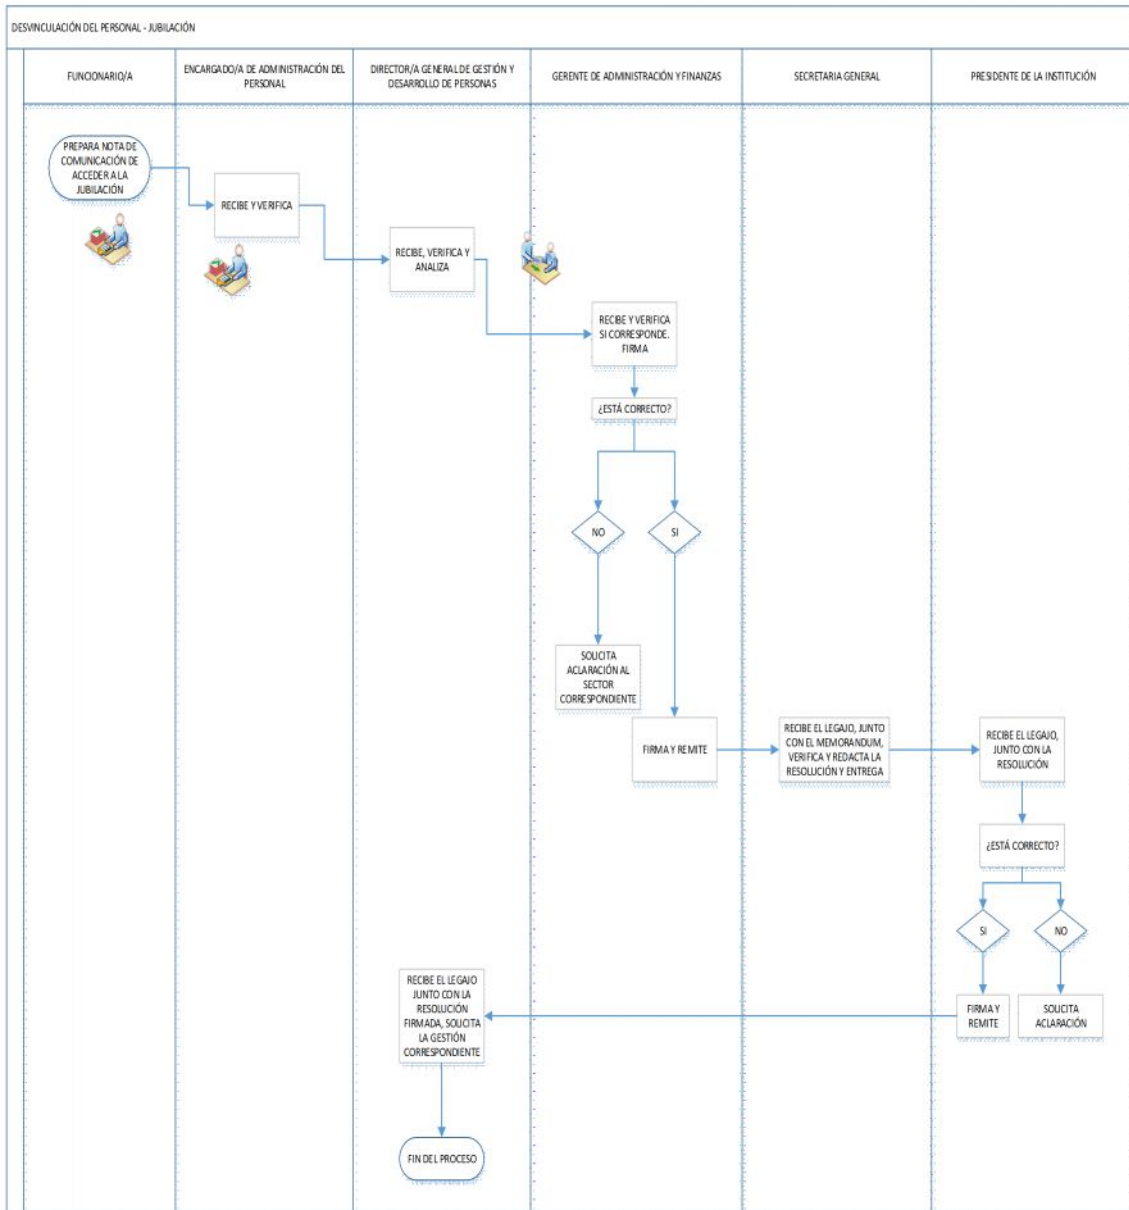 DESVINCULACIÓN DEL PERSONAL - JUBILACIÓN
FUNCIONARIO/A
ENCARGADO/A DE ADMINISTRACIÓN DEL
PERSONAL
DIRECTOR/A GENERAL DE GESTIÓN Y
DESARROLLO DE PERSONAS
GERENTE DE ADMINISTRACIÓN Y FINANZAS
SECRETARIA GENERAL
PRESIDENTE DE LA INSTITUCIÓN
PREPARA NOTA DE
COMUNICACIÓN DE
ACCEDER A LA
JUBILACIÓN
RECIBE Y VERIFICA
RECIBE, VERIFICA Y
ANALIZA
RECIBE Y VERIFICA
SI CORRESPONDE.
FIRMA
¿ESTÁ CORRECTO?
NO
SI
SOLICITA
ACLARACIÓN AL
SECTOR
CORRESPONDIENTE
FIRMA Y REMITE
RECIBE EL LEGAJO, JUNTO
CON EL MEMORANDUM,
VERIFICA Y REDACTA LA
RESOLUCIÓN Y ENTREGA
RECIBE EL LEGAJO,
JUNTO CON LA
RESOLUCIÓN
¿ESTÁ CORRECTO?
SI
NO
FIRMA Y
REMITE
SOLICITA
ACLARACIÓN
RECIBE EL LEGAJO
JUNTO CON LA
RESOLUCIÓN
FIRMADA, SOLICITA
LA GESTIÓN
CORRESPONDIENTE
FIN DEL PROCESO